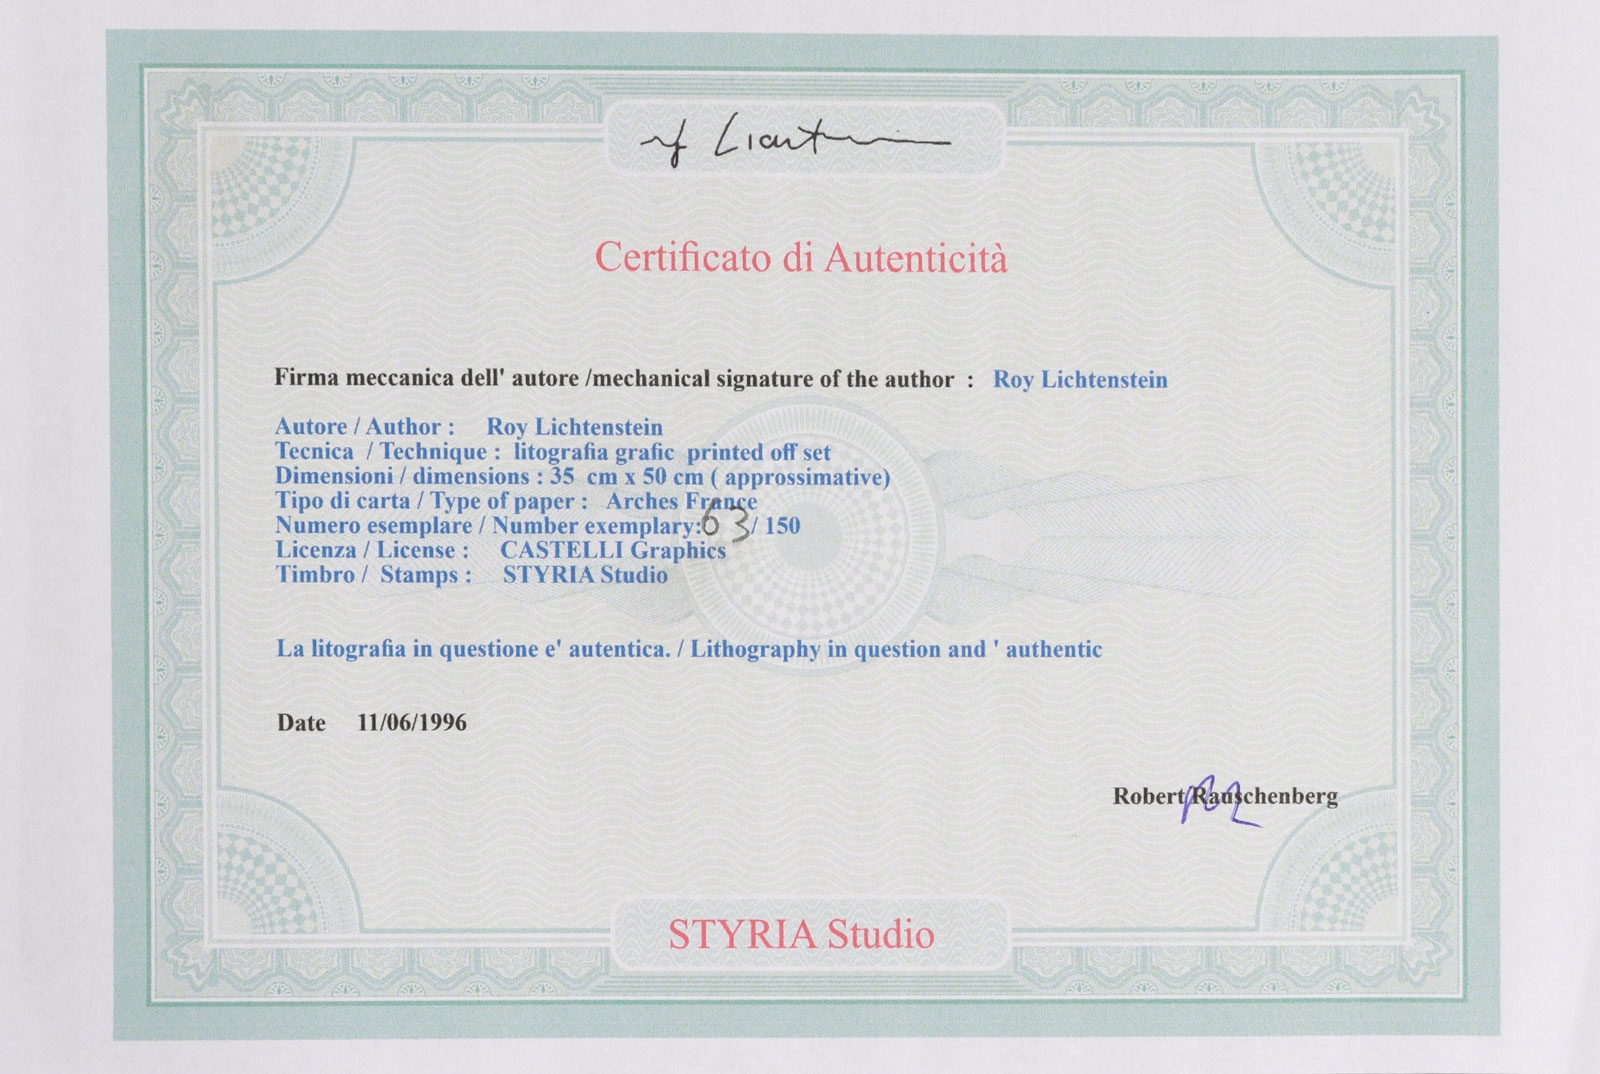 rf Lichtenstein
Certificato di Autenticità
Firma meccanica dell' autore /mechanical signature of the author : Roy Lichtenstein
Autore / Author : Roy Lichtenstein
Tecnica / Technique : litografia grafic printed off set
Dimensioni / dimensions : 35 cm x 50 cm ( approssimative)
Tipo di carta / Type of paper : Arches France
Numero esemplare / Number exemplary: 63 / 150
Licenza / License : CASTELLI Graphics
Timbro / Stamps : STYRIA Studio
La litografia in questione e' autentica. / Lithography in question and ' authentic
Date 11/06/1996
Robert Rauschenberg
STYRIA Studio